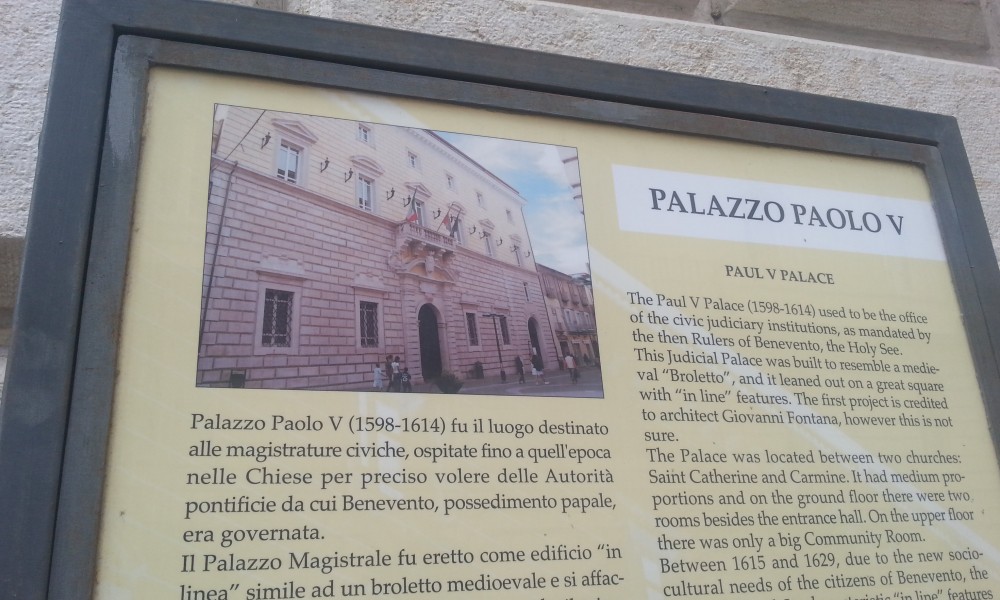 Palazzo Paolo V (1598-1614) fu il luogo destinato
alle magistrature civiche, ospitate fino a quell'epoca
nelle Chiese per preciso volere delle Autorità
pontificie da cui Benevento, possedimento papale,
era governata.
Il Palazzo Magistrale fu eretto come edificio “in
linea” simile ad un broletto medioevale e si affac-
PALAZZO PAOLO V
PAUL V PALACE
The Paul V Palace (1598-1614) used to be the office
of the civic judiciary institutions, as mandated by
the then Rulers of Benevento, the Holy See.
This Judicial Palace was built to resemble a medie-
val “Broletto”, and it leaned out on a great square
with “in line” features. The first project is credited
to architect Giovanni Fontana, however this is not
sure.
The Palace was located between two churches:
Saint Catherine and Carmine. It had medium pro-
portions and on the ground floor there were two
rooms besides the entrance hall. On the upper floor
there was only a big Community Room.
Between 1615 and 1629, due to the new socio-
cultural needs of the citizens of Benevento, the
“in line” features